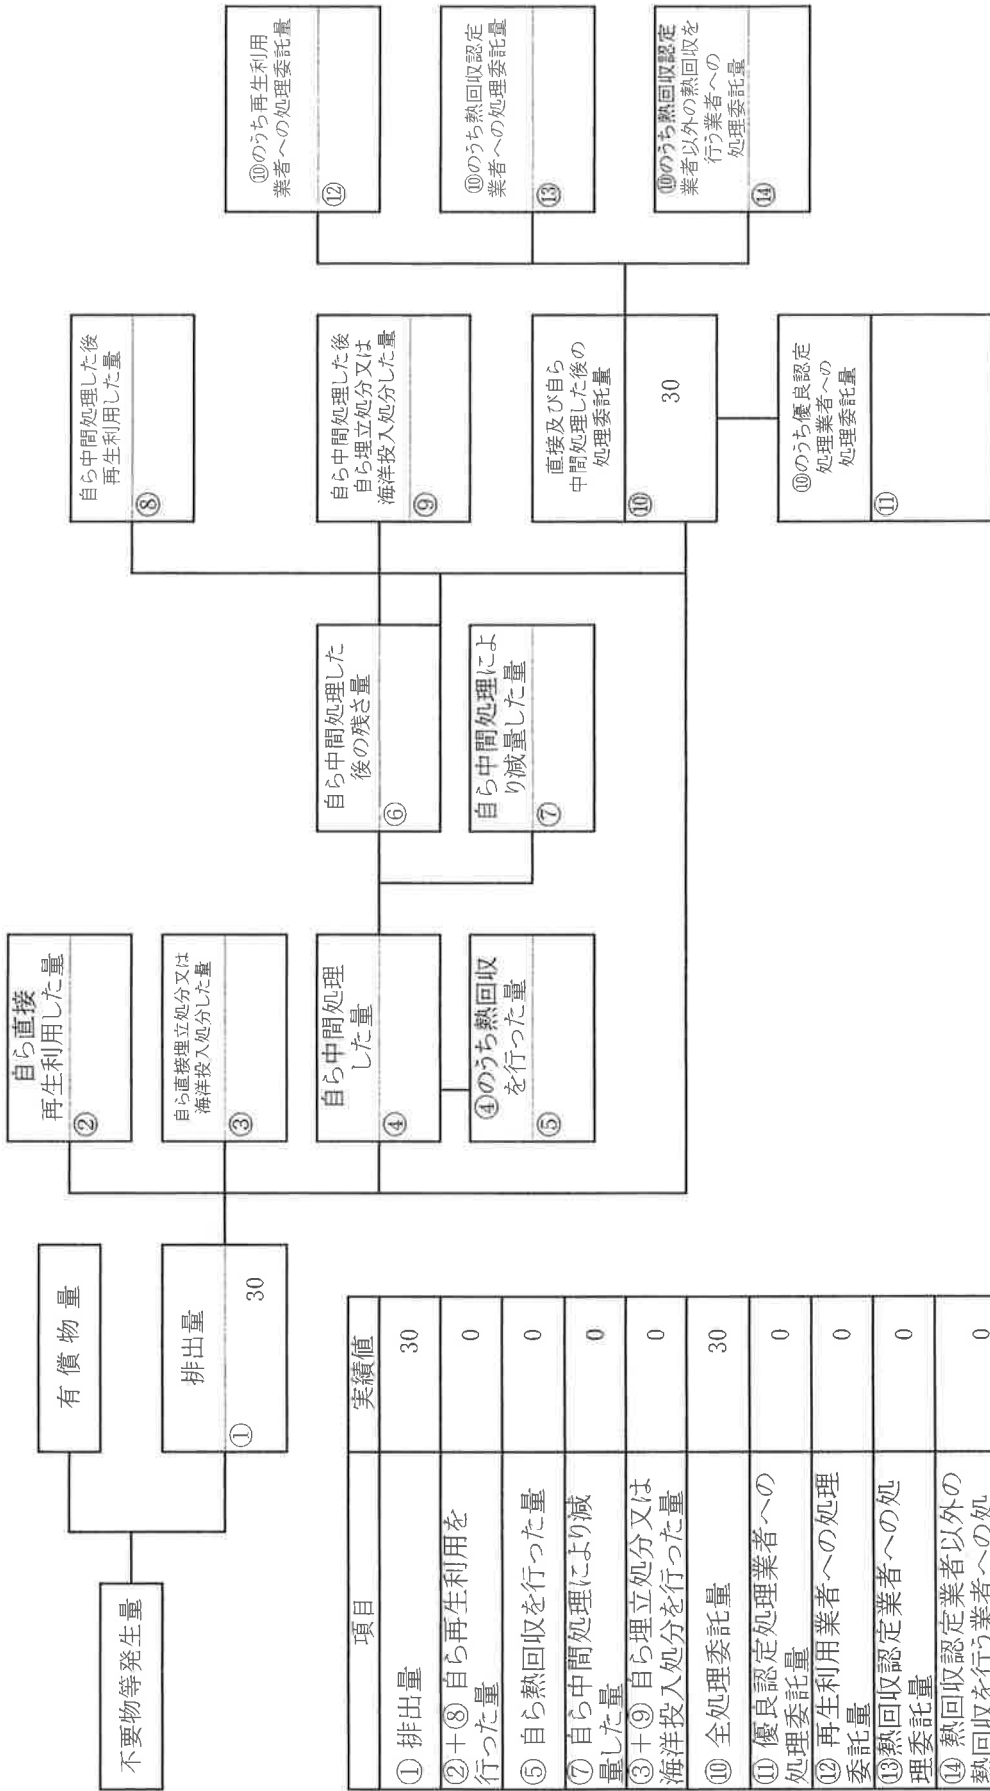 不要物等発生量
有償物量
排出量
①
30
自ら直接
再生利用した量
②
自ら直接埋立処分又は
海洋投入処分した量
③
自ら中間処理
した量
④
④のうち熱回収
を行った量
⑤
自ら中間処理した
後の残さ量
⑥
自ら中間処理によ
り減量した量
⑦
自ら中間処理した後
再生利用した量
⑧
自ら中間処理した後
自ら埋立処分又は
海洋投入処分した量
⑨
直接及び自ら
中間処理した後の
処理委託量
⑩
30
⑩のうち優良認定
処理業者への
処理委託量
⑪
⑩のうち再生利用
業者への処理委託量
⑫
⑩のうち熱回収認定
業者への処理委託量
⑬
⑩のうち熱回収認定
業者以外の熱回収を
行う業者への
処理委託量
⑭
項目 実績値
①排出量 30
②+⑧ 自ら再生利用を
行った量 0
⑤ 自ら熱回収を行った量 0
⑦ 自ら中間処理により減
量した量 0
③+⑨ 自ら埋立処分又は
海洋投入処分を行った量 0
⑩ 全処理委託量 30
⑪ 優良認定処理業者への
処理委託量 0
⑫ 再生利用業者への処理
委託量 0
⑬熱回収認定業者への処
理委託量 0
⑭ 熱回収認定業者以外の
熱回収を行う業者への処 0